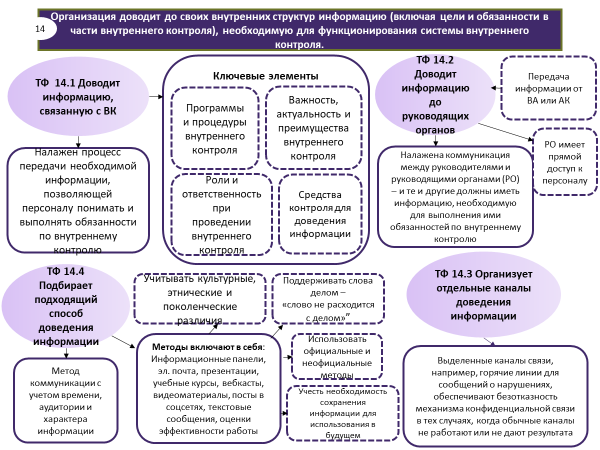 Организация доводит до своих внутренних структур информацию (включая цели и обязанности в
14
части внутреннего контроля), необходимую для функционирования системы внутреннего
контроля.
ТФ 14.1 Доводит
информацию,
связанную с ВК
Налажен процесс
передачи необходимой
информации,
позволяющей
персоналу понимать и
выполнять обязанности
по внутреннему
контролю
Ключевые элементы
Программы
и процедуры
внутреннего
контроля
Важность,
актуальность и
преимущества
внутреннего
контроля
Роли и
ответственность
при
проведении
внутреннего
контроля
Средства
контроля для
доведения
информации
ТФ 14.2
Доводит
информацию
до
руководящих
органов
Передача
информации от
ВА или АК
РО имеет
прямой
доступ к
персоналу
Налажена коммуникация
между руководителями и
руководящими органами (РО)
– и те и другие должны иметь
информацию, необходимую
для выполнения ими
обязанностей по внутреннему
контролю
ТФ 14.4
Подбирает
подходящий
способ
доведения
информации
Метод
коммуникации с
учетом времени,
аудитории и
характера
информации
Учитывать культурные,
этнические и
поколенческие
различия
Поддерживать слова
делом –
«слово не расходится
с делом»”
Методы включают в себя:
Информационные панели,
эл. почта, презентации,
учебные курсы, вебкасты,
видеоматериалы, посты в
соцсетях, текстовые
сообщения, оценки
эффективности работы
Использовать
официальные и
неофициальные
методы
Учесть необходимость
сохранения
информации для
использования в
будущем
ТФ 14.3 Организует
отдельные каналы
доведения
информации
Выделенные каналы связи,
например, горячие линии для
сообщений о нарушениях,
обеспечивают безотказность
механизма конфиденциальной связи
в тех случаях, когда обычные каналы
не работают или не дают результата